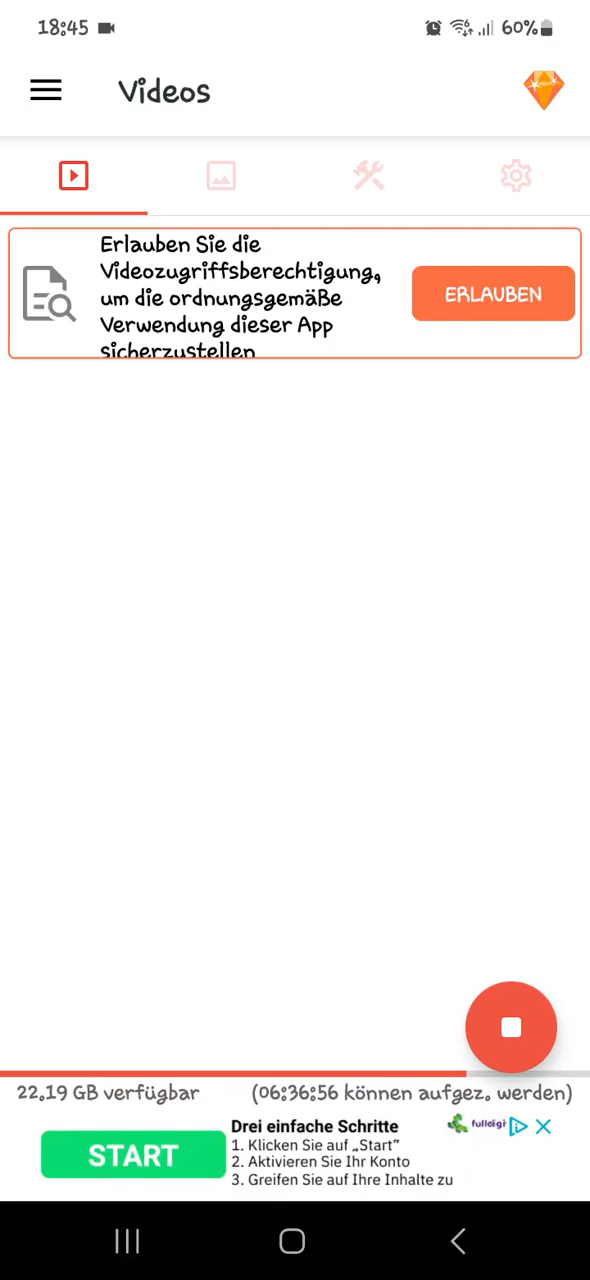 18:45
60%
Videos
Erlauben Sie die
Videozugriffsberechtigung,
um die ordnungsgemäße
Verwendung dieser App
sicherzustellen
ERLAUBEN
22.19 GB verfügbar (06:36:56 können aufgez. werden)
START
Drei einfache Schritte
1. Klicken Sie auf „Start“
2. Aktivieren Sie Ihr Konto
3. Greifen Sie auf Ihre Inhalte zu
fulldigi